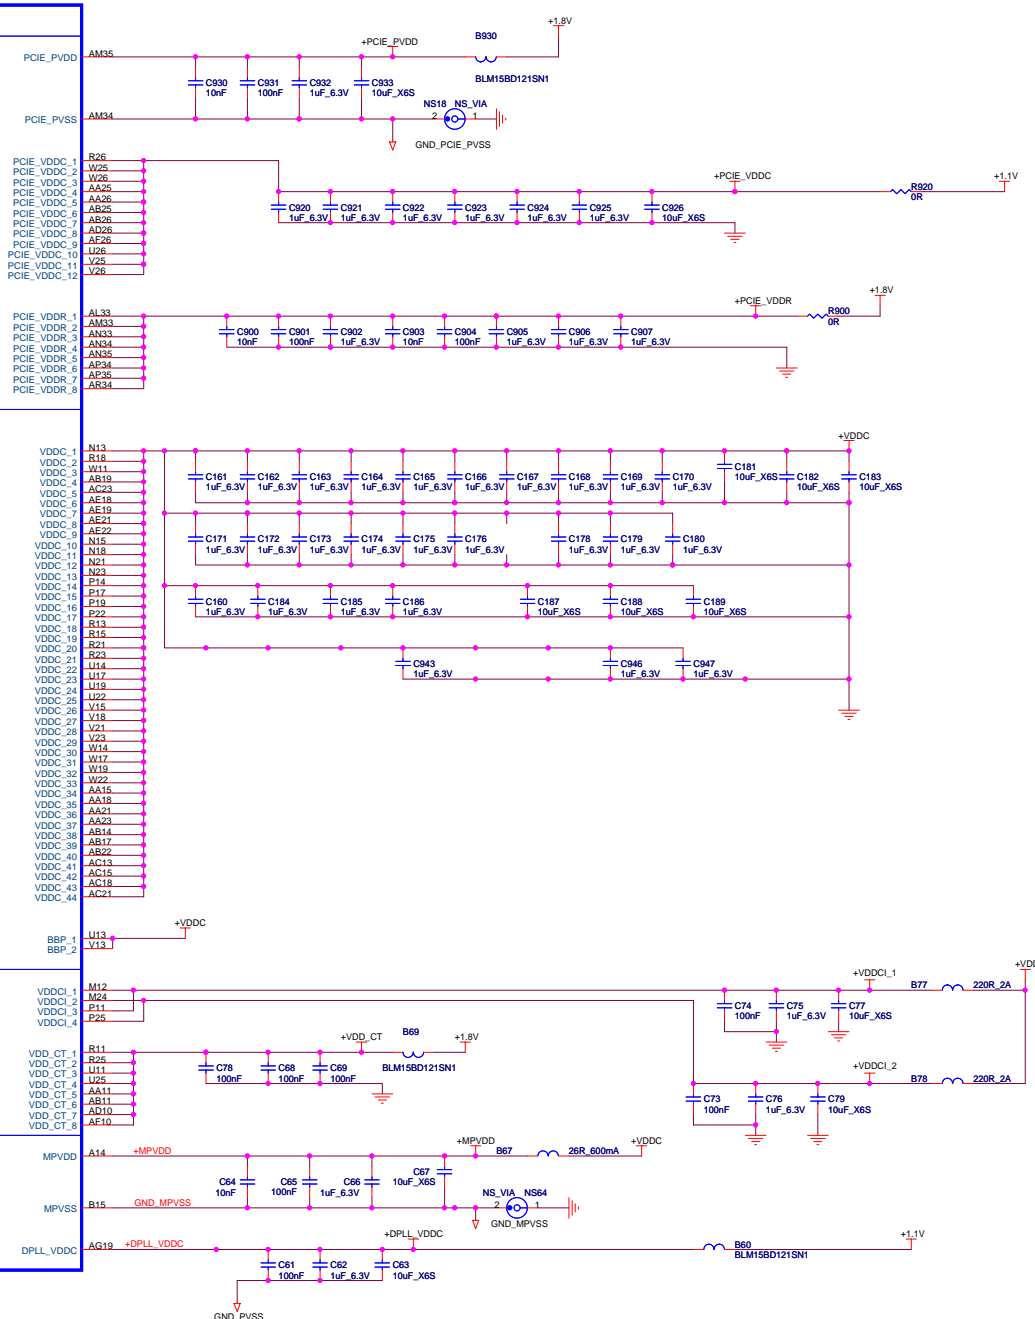 +1.8V
B930
+PCIE_PVDD
PCIE_PVDD AM35
BLM15BD121SN1
C930 10nF
C931 100nF
C932 1uF_6.3V
C933 10uF_X6S
NS18 NS_VIA
2 1
PCIE_PVSS AM34
GND_PCIE_PVSS
PCIE_VDDC_1 R26
PCIE_VDDC_2 W25
PCIE_VDDC_3 W26
PCIE_VDDC_4 AA25
PCIE_VDDC_5 AA26
PCIE_VDDC_6 AB25
PCIE_VDDC_7 AB26
PCIE_VDDC_8 AD26
PCIE_VDDC_9 AF26
PCIE_VDDC_10 U26
PCIE_VDDC_11 V25
PCIE_VDDC_12 V26
+PCIE_VDDC
+1.1V
R920
0R
C920 1uF_6.3V
C921 1uF_6.3V
C922 1uF_6.3V
C923 1uF_6.3V
C924 1uF_6.3V
C925 1uF_6.3V
C926 10uF_X6S
+1.8V
+PCIE_VDDR
R900
0R
PCIE_VDDR_1 AL33
PCIE_VDDR_2 AM33
PCIE_VDDR_3 AN33
PCIE_VDDR_4 AN34
PCIE_VDDR_5 AN35
PCIE_VDDR_6 AP34
PCIE_VDDR_7 AP35
PCIE_VDDR_8 AR34
C900 10nF
C901 100nF
C902 1uF_6.3V
C903 10nF
C904 100nF
C905 1uF_6.3V
C906 1uF_6.3V
C907 1uF_6.3V
+VDDC
VDDC_1 N13
VDDC_2 R18
VDDC_3 W11
VDDC_4 AB19
VDDC_5 AC23
VDDC_6 AE18
VDDC_7 AE19
VDDC_8 AE21
VDDC_9 AE22
VDDC_10 N15
VDDC_11 N18
VDDC_12 N21
VDDC_13 N23
VDDC_14 P14
VDDC_15 P17
VDDC_16 P19
VDDC_17 P22
VDDC_18 R13
VDDC_19 R15
VDDC_20 R21
VDDC_21 R23
VDDC_22 U14
VDDC_23 U17
VDDC_24 U19
VDDC_25 U22
VDDC_26 V15
VDDC_27 V18
VDDC_28 V21
VDDC_29 V23
VDDC_30 W14
VDDC_31 W17
VDDC_32 W19
VDDC_33 W22
VDDC_34 AA15
VDDC_35 AA18
VDDC_36 AA21
VDDC_37 AA23
VDDC_38 AB14
VDDC_39 AB17
VDDC_40 AB22
VDDC_41 AC13
VDDC_42 AC15
VDDC_43 AC18
VDDC_44 AC21
C161 1uF_6.3V
C162 1uF_6.3V
C163 1uF_6.3V
C164 1uF_6.3V
C165 1uF_6.3V
C166 1uF_6.3V
C167 1uF_6.3V
C168 1uF_6.3V
C169 1uF_6.3V
C170 1uF_6.3V
C181 10uF_X6S
C182 10uF_X6S
C183 10uF_X6S
C171 1uF_6.3V
C172 1uF_6.3V
C173 1uF_6.3V
C174 1uF_6.3V
C175 1uF_6.3V
C176 1uF_6.3V
C178 1uF_6.3V
C179 1uF_6.3V
C180 1uF_6.3V
C160 1uF_6.3V
C184 1uF_6.3V
C185 1uF_6.3V
C186 1uF_6.3V
C187 10uF_X6S
C188 10uF_X6S
C189 10uF_X6S
C943 1uF_6.3V
C946 1uF_6.3V
C947 1uF_6.3V
+VDDC
BBP_1 U13
BBP_2 V13
VDDCI_1 M12
VDDCI_2 M24
VDDCI_3 P11
VDDCI_4 P25
+VDDCI_1
B77 220R_2A
+VDD
C74 100nF
C75 1uF_6.3V
C77 10uF_X6S
+VDDCI_2
B78 220R_2A
C73 100nF
C76 1uF_6.3V
C79 10uF_X6S
VDD_CT_1 R11
VDD_CT_2 R25
VDD_CT_3 U11
VDD_CT_4 U25
VDD_CT_5 AA11
VDD_CT_6 AB11
VDD_CT_7 AD10
VDD_CT_8 AF10
+VDD_CT
B69
+1.8V
BLM15BD121SN1
C78 100nF
C68 100nF
C69 100nF
MPVDD A14 +MPVDD
+MPVDD
B67 26R_600mA
+VDDC
C64 10nF
C65 100nF
C66 1uF_6.3V
C67 10uF_X6S
MPVSS B15 GND_MPVSS
NS_VIA NS64
2 1
GND_MPVSS
DPLL_VDDC AG19 +DPLL_VDDC
+DPLL_VDDC
B60
BLM15BD121SN1
+1.1V
C61 100nF
C62 1uF_6.3V
C63 10uF_X6S
GND_PVSS